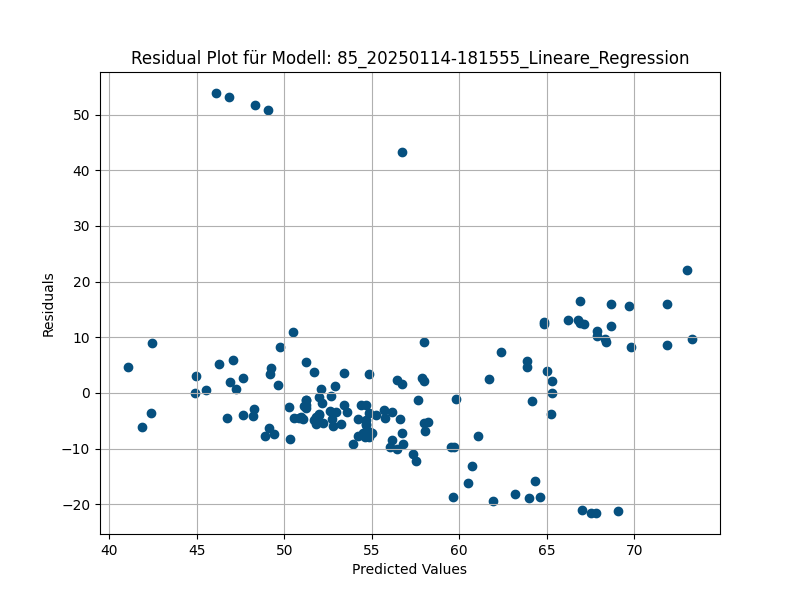 Residual Plot für Modell: 85_20250114-181555_Lineare_Regression
50
40
30
20
10
0
−10
−20
Residuals
40 45 50 55 60 65 70
Predicted Values